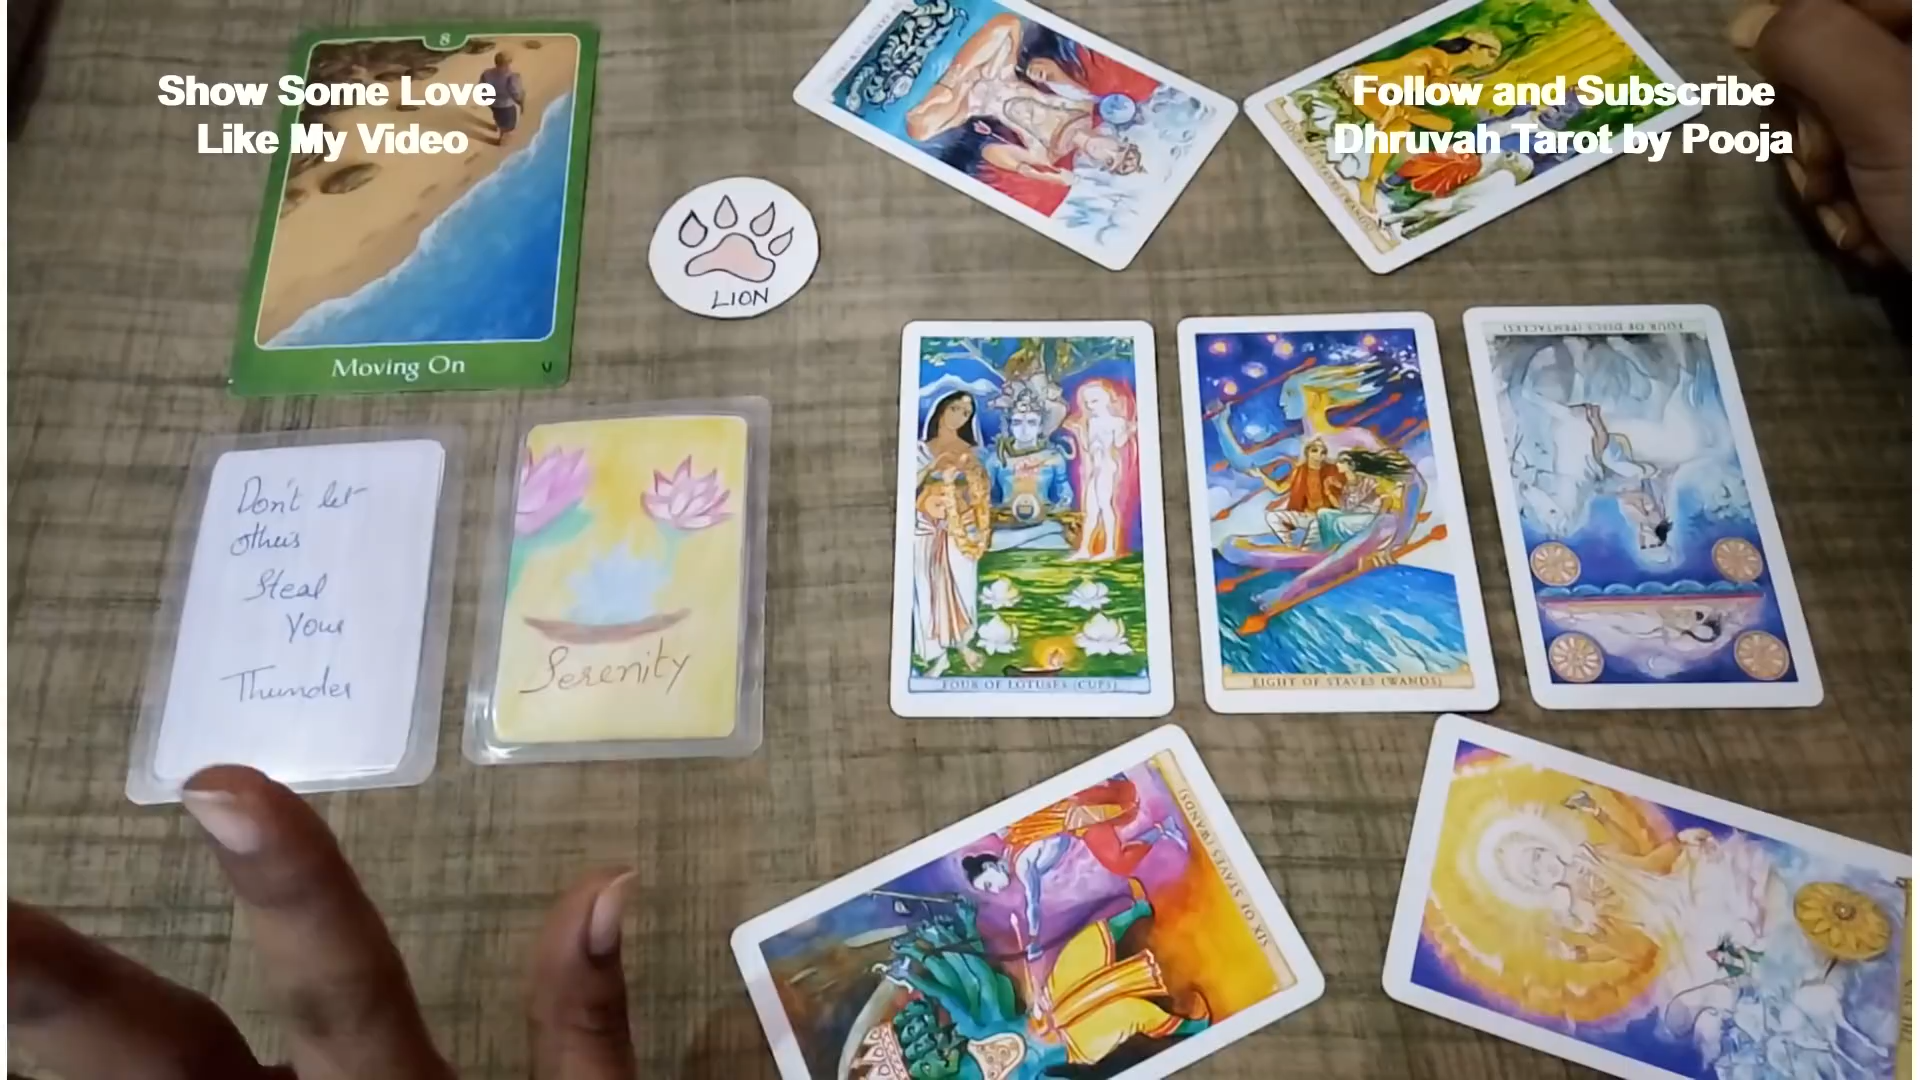 Show Some Love
Like My Video
Follow and Subscribe
Dhruvah Tarot by Pooja
8
Moving On
LION
Don't let
others
Steal
Your
Thunder
Serenity
FOUR OF LOTUSES (CUPS)
EIGHT OF STAVES (WANDS)
FOUR OF DISCS (PENTACLES)
SIX OF STAVES (WANDS)